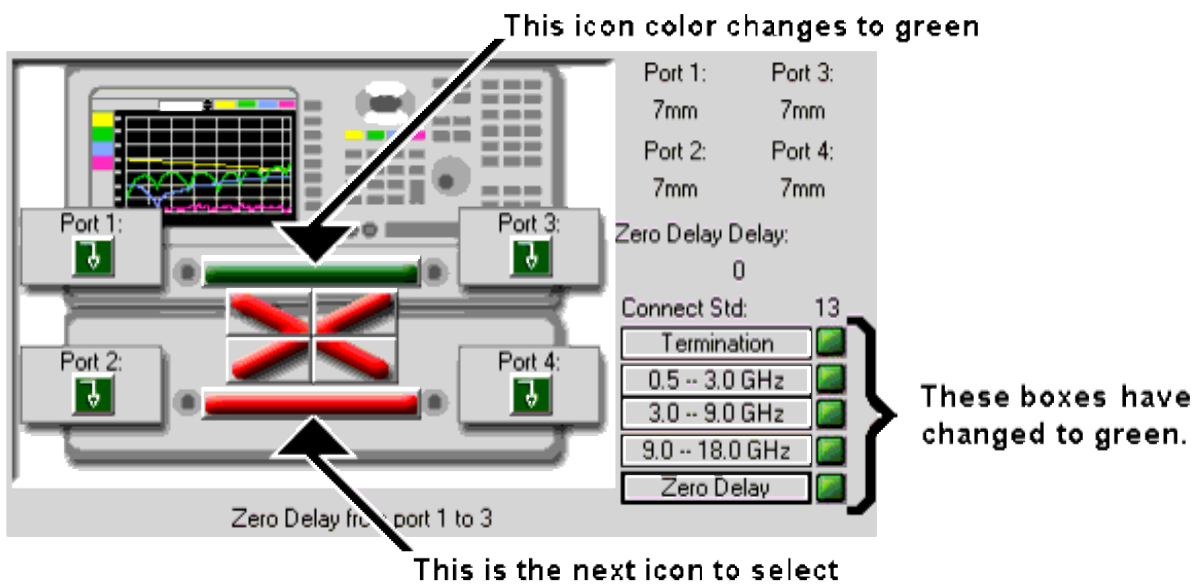 This icon color changes to green
Port 1: Port 3:
7mm 7mm
Port 2: Port 4:
7mm 7mm
Port 1:
Port 3:
Zero Delay Delay:
0
Connect Std: 13
Termination
0.5 -- 3.0 GHz
3.0 -- 9.0 GHz
9.0 -- 18.0 GHz
Zero Delay
Port 2:
Port 4:
These boxes have
changed to green.
Zero Delay from port 1 to 3
This is the next icon to select